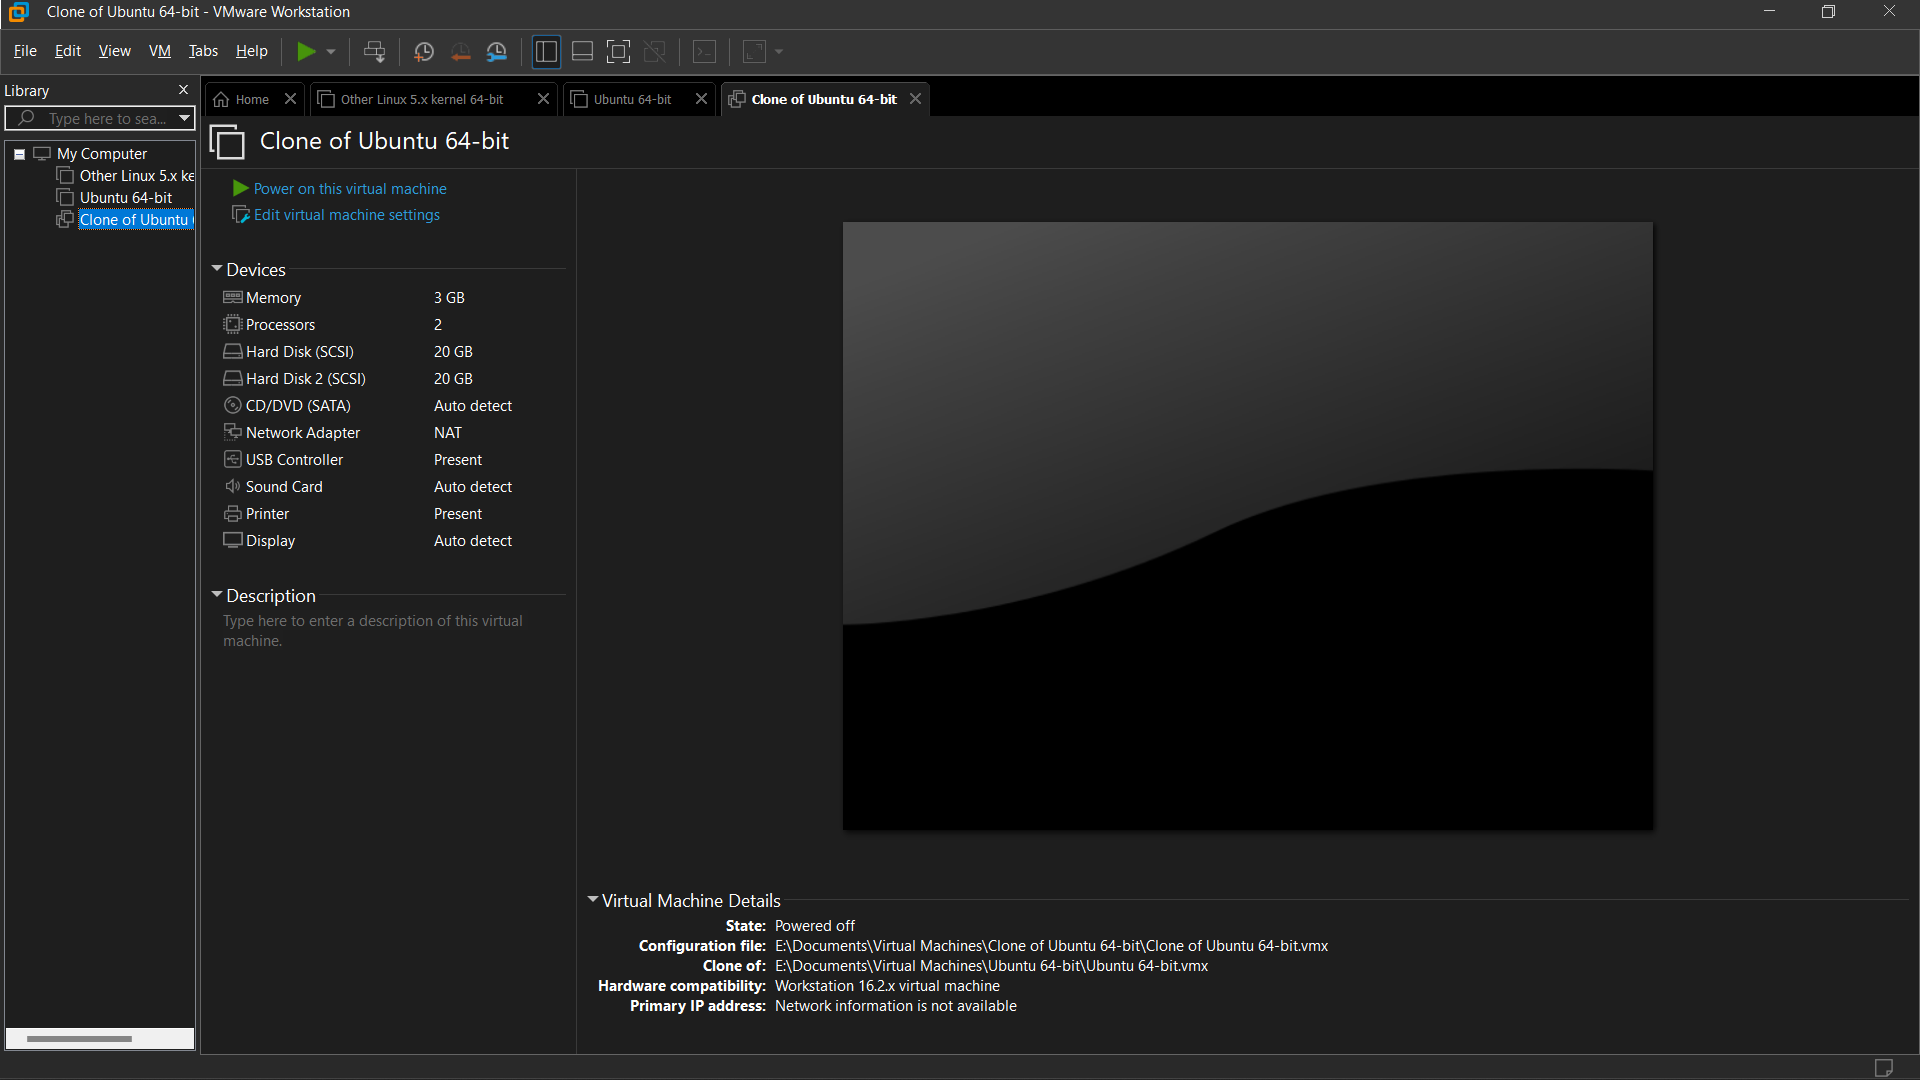 Clone of Ubuntu 64-bit - VMware Workstation
File Edit View VM Tabs Help
Library
Type here to sea...
My Computer
Other Linux 5.x ke
Ubuntu 64-bit
Clone of Ubuntu
Home
Other Linux 5.x kernel 64-bit
Ubuntu 64-bit
Clone of Ubuntu 64-bit
Clone of Ubuntu 64-bit
Power on this virtual machine
Edit virtual machine settings
Devices
Memory 3 GB
Processors 2
Hard Disk (SCSI) 20 GB
Hard Disk 2 (SCSI) 20 GB
CD/DVD (SATA) Auto detect
Network Adapter NAT
USB Controller Present
Sound Card Auto detect
Printer Present
Display Auto detect
Description
Type here to enter a description of this virtual
machine.
Virtual Machine Details
State: Powered off
Configuration file: E:\Documents\Virtual Machines\Clone of Ubuntu 64-bit\Clone of Ubuntu 64-bit.vmx
Clone of: E:\Documents\Virtual Machines\Ubuntu 64-bit\Ubuntu 64-bit.vmx
Hardware compatibility: Workstation 16.2.x virtual machine
Primary IP address: Network information is not available